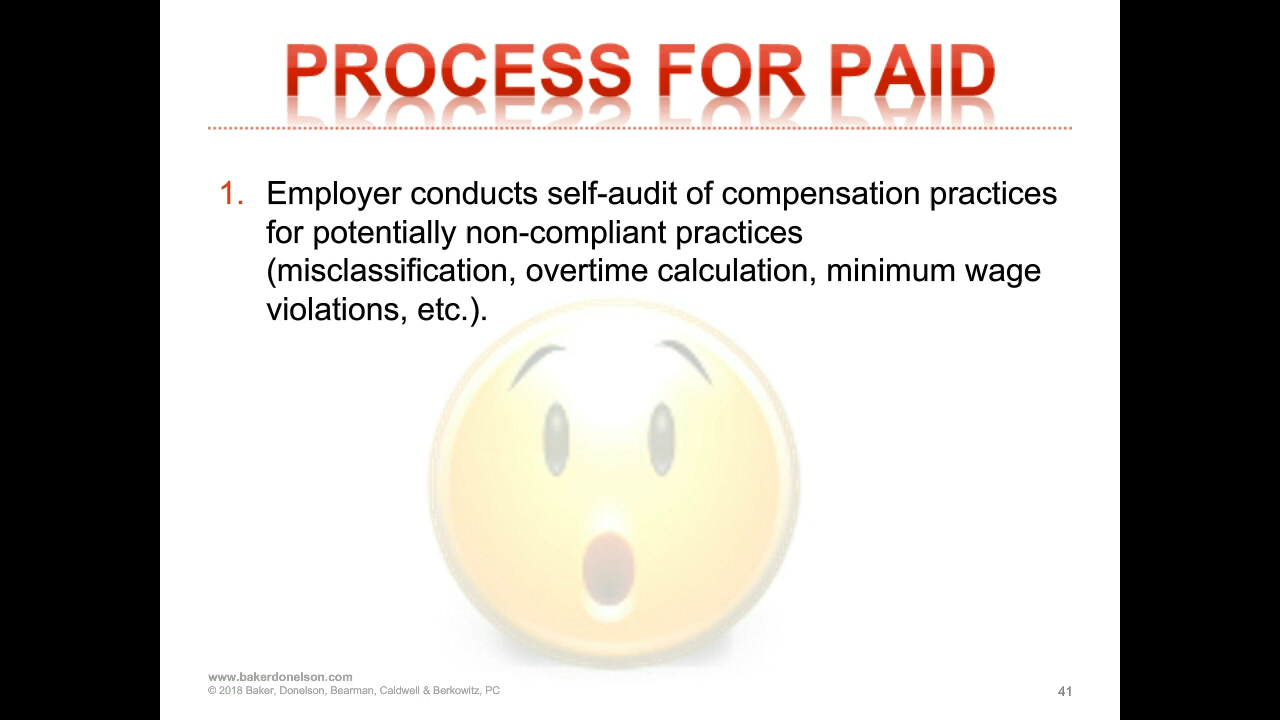 PROCESS FOR PAID
1. Employer conducts self-audit of compensation practices
for potentially non-compliant practices
(misclassification, overtime calculation, minimum wage
violations, etc.).
www.bakerdonelson.com
© 2018 Baker, Donelson, Bearman, Caldwell & Berkowitz, PC
41